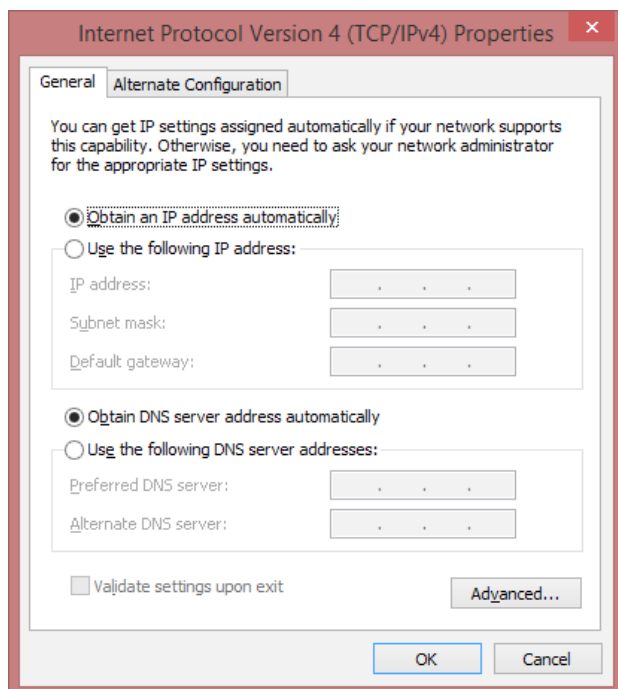 Internet Protocol Version 4 (TCP/IPv4) Properties
General
Alternate Configuration
You can get IP settings assigned automatically if your network supports
this capability. Otherwise, you need to ask your network administrator
for the appropriate IP settings.
Obtain an IP address automatically
Use the following IP address:
IP address:
Subnet mask:
Default gateway:
Obtain DNS server address automatically
Use the following DNS server addresses:
Preferred DNS server:
Alternate DNS server:
Validate settings upon exit
Advanced...
OK
Cancel